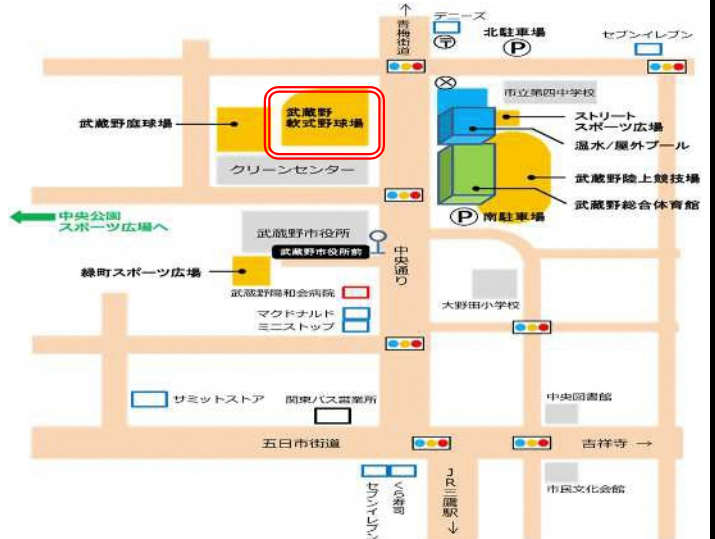 ↑
青梅街道
デニーズ
〒
北駐車場
P
セブンイレブン
市立第四中学校
武蔵野
軟式野球場
武蔵野庭球場
ストリート
スポーツ広場
温水/屋外プール
クリーンセンター
武蔵野陸上競技場
武蔵野総合体育館
P 南駐車場
中央公園
スポーツ広場へ
武蔵野市役所
武蔵野市役所前
中央通り
緑町スポーツ広場
武蔵野陽和会病院
大野田小学校
マクドナルド
ミニストップ
サミットストア
関東バス営業所
中央図書館
五日市街道
吉祥寺 →
セブンイレブン
くら寿司
JR三鷹駅
↓
市民文化会館